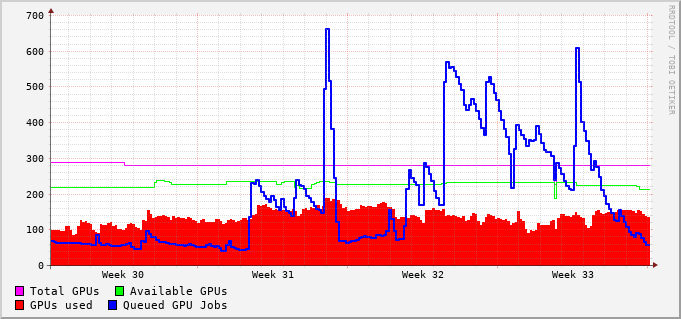 700
600
500
400
300
200
100
0
Week 30 Week 31 Week 32 Week 33
Total GPUs Available GPUs
GPUs used Queued GPU Jobs
RRDTOOL / TOBI OETIKER